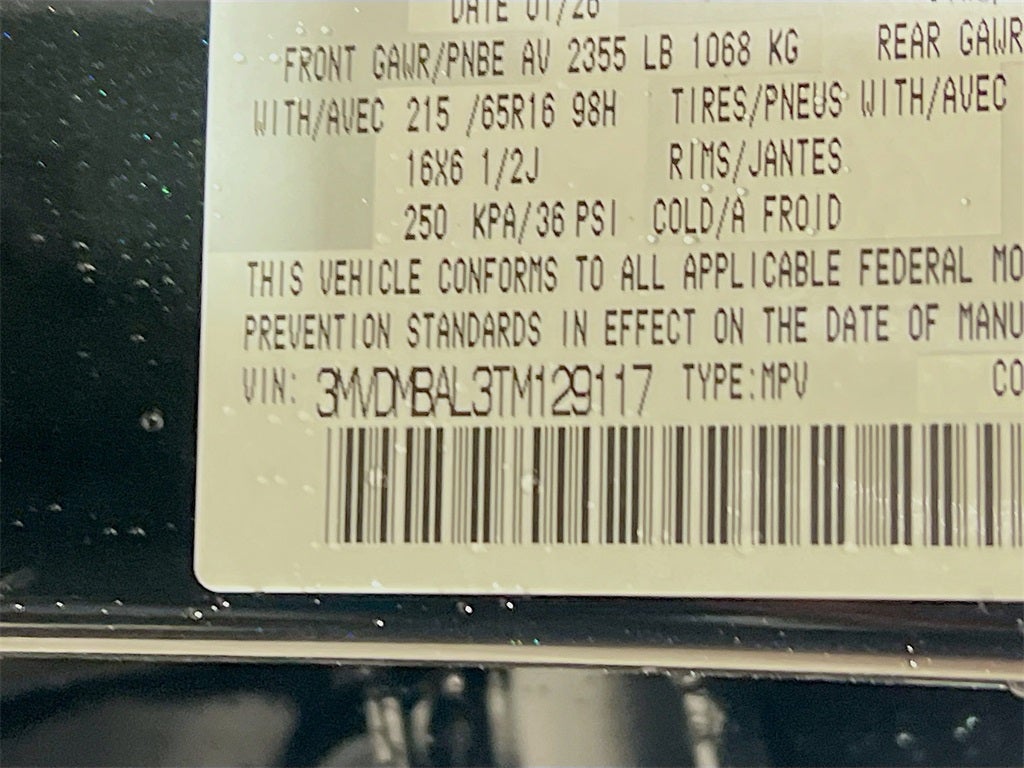 DATE 01/26
FRONT GAWR/PNBE AV 2355 LB 1068 KG REAR GAWR
WITH/AVEC 215 /65R16 98H TIRES/PNEUS WITH/AVEC
16X6 1/2J RIMS/JANTES
250 KPA/36 PSI COLD/A FROID
THIS VEHICLE CONFORMS TO ALL APPLICABLE FEDERAL MO
PREVENTION STANDARDS IN EFFECT ON THE DATE OF MANU
VIN: 3MVDMBAL3TM129117 TYPE:MPV CO